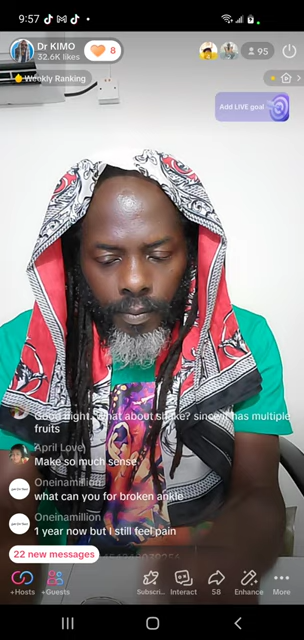 9:57
Dr KIMO
32.6K likes
8
95
Weekly Ranking
Add LIVE goal
Good night. what about shake? since it has multiple
fruits
April Love)
Make so much sense
Oneinamillion
what can you for broken ankle
Oneinamillion
1 year now but I still feel pain
22 new messages
+Hosts
+Guests
Subscri...
Interact
58
Enhance
More